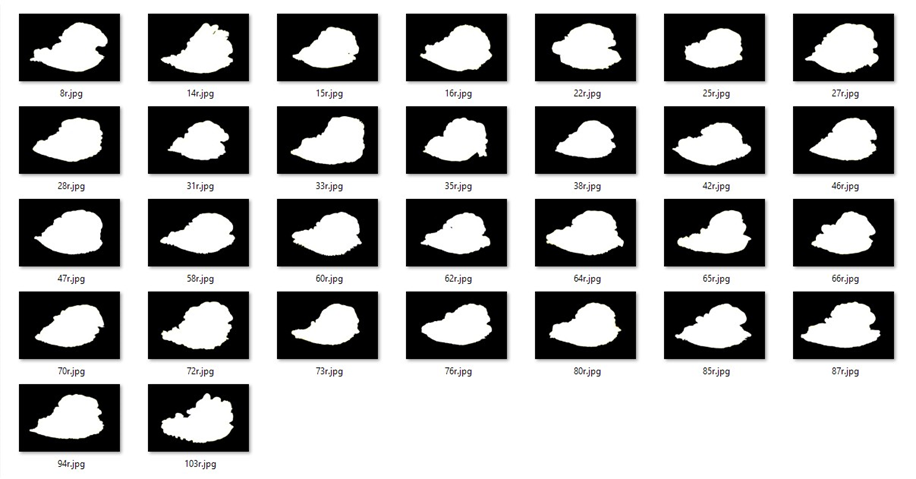 8r.jpg 14r.jpg 15r.jpg 16r.jpg 22r.jpg 25r.jpg 27r.jpg
28r.jpg 31r.jpg 33r.jpg 35r.jpg 38r.jpg 42r.jpg 46r.jpg
47r.jpg 58r.jpg 60r.jpg 62r.jpg 64r.jpg 65r.jpg 66r.jpg
70r.jpg 72r.jpg 73r.jpg 76r.jpg 80r.jpg 85r.jpg 87r.jpg
94r.jpg 103r.jpg